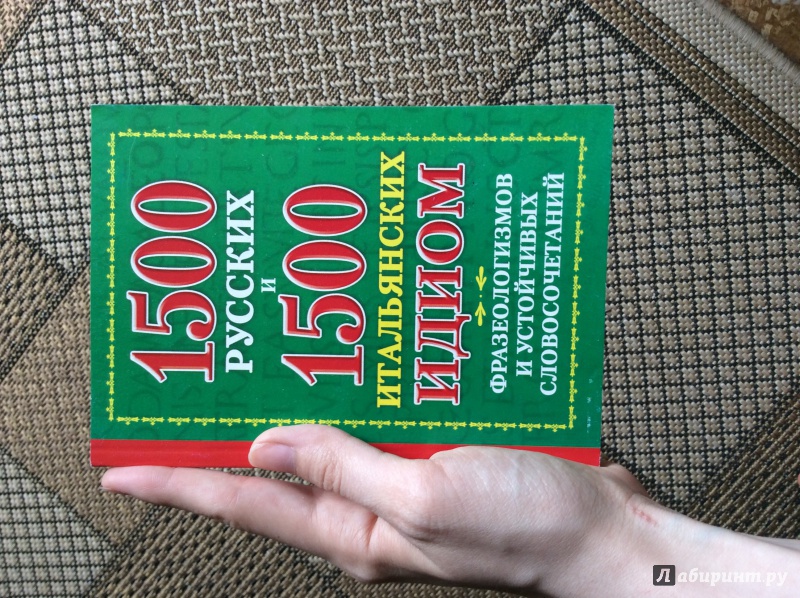 1500
РУССКИХ
И
1500
ИТАЛЬЯНСКИХ
ИДИОМ
ФРАЗЕОЛОГИЗМОВ
И УСТОЙЧИВЫХ
СЛОВОСОЧЕТАНИЙ
Лабиринт.ру